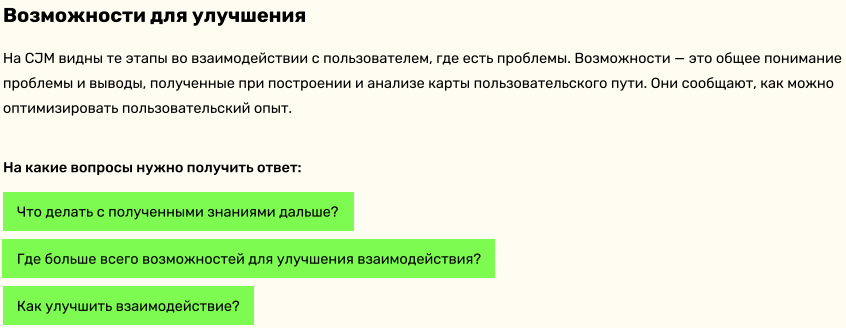 Возможности для улучшения
На CJM видны те этапы во взаимодействии с пользователем, где есть проблемы. Возможности — это общее понимание
проблемы и выводы, полученные при построении и анализе карты пользовательского пути. Они сообщают, как можно
оптимизировать пользовательский опыт.
На какие вопросы нужно получить ответ:
Что делать с полученными знаниями дальше?
Где больше всего возможностей для улучшения взаимодействия?
Как улучшить взаимодействие?